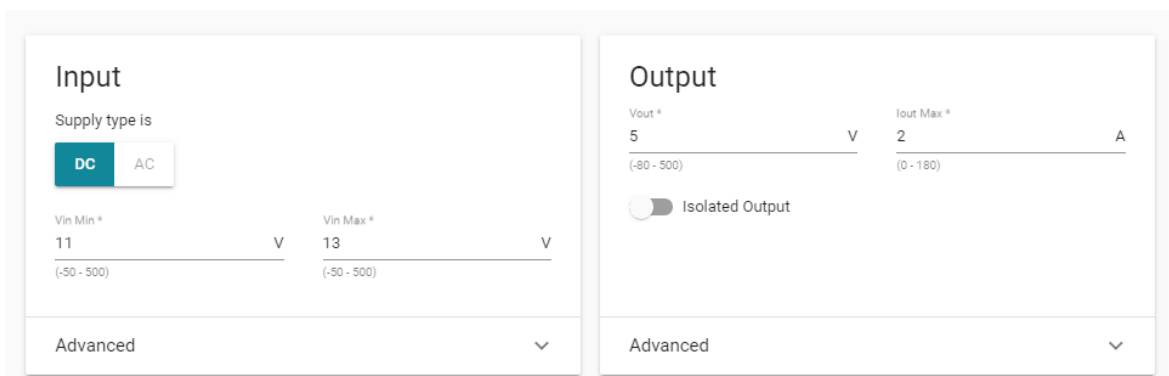 Input
Supply type is
DC AC
Vin Min * Vin Max *
11 V 13 V
(-50 - 500) (-50 - 500)
Advanced
Output
Vout * Iout Max *
5 V 2 A
(-80 - 500) (0 - 180)
Isolated Output
Advanced